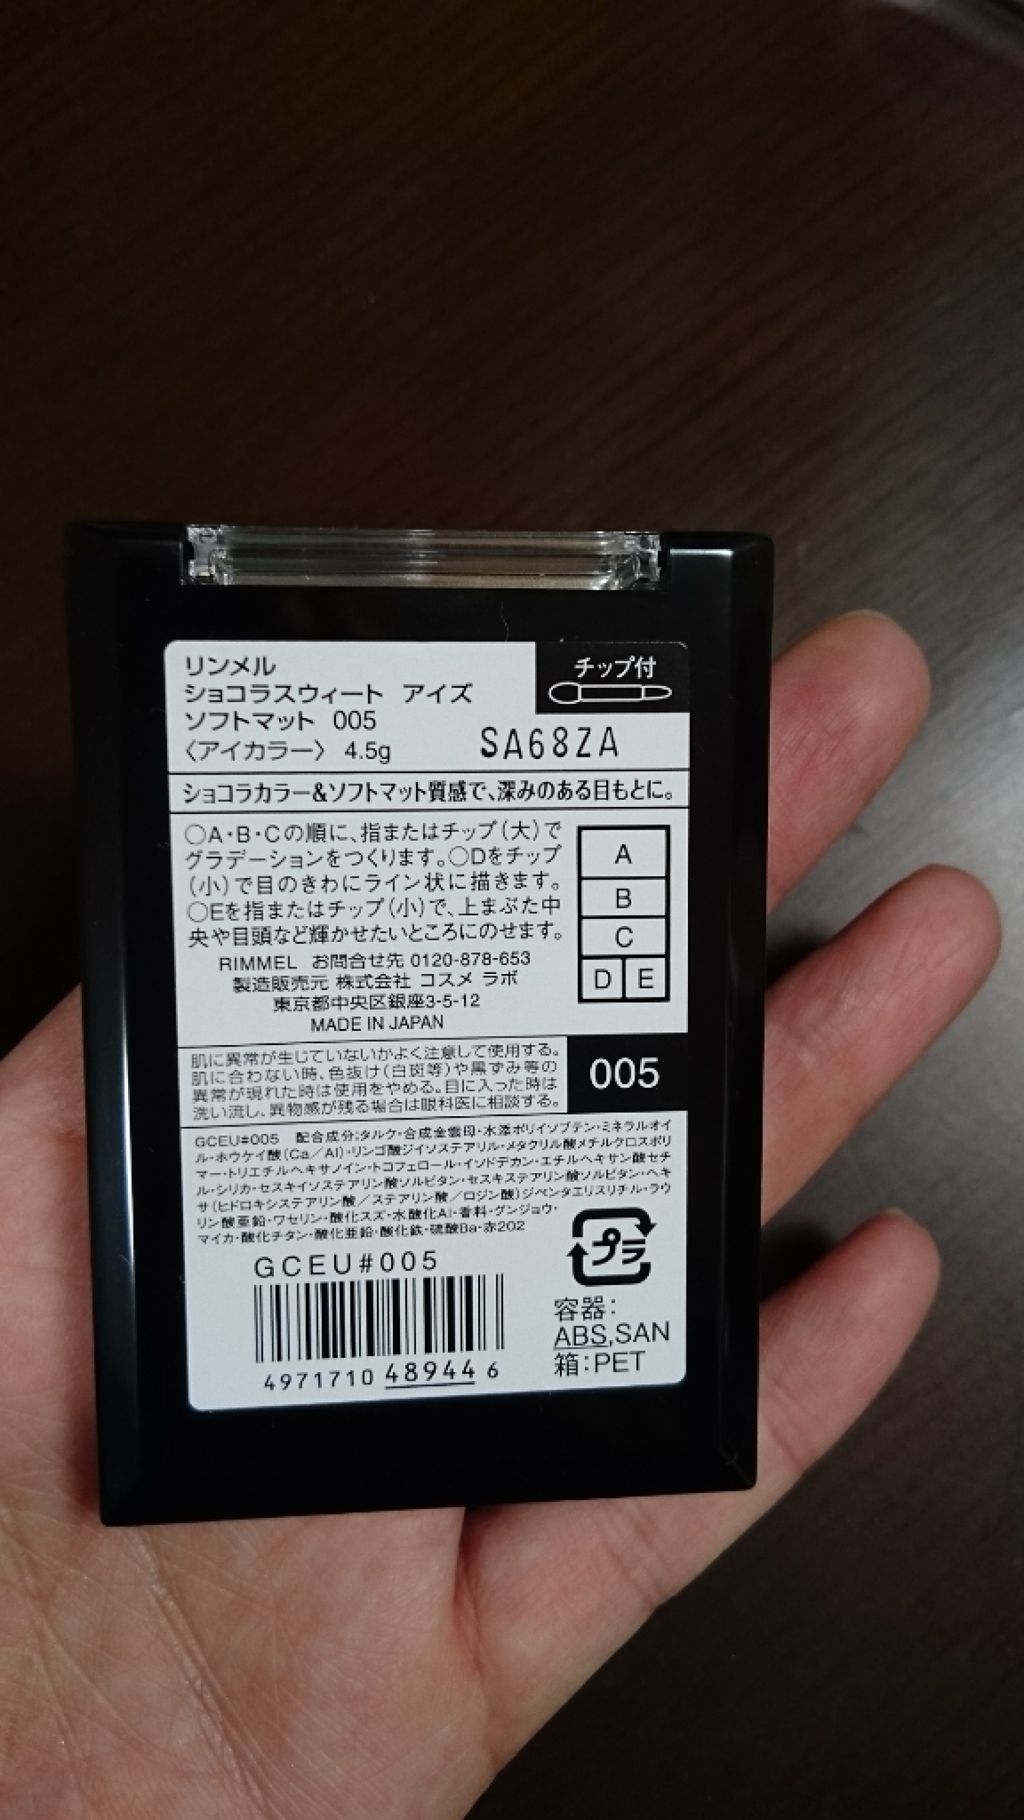 リンメル
ショコラスウィート アイズ
ソフトマット 005
〈アイカラー〉 4.5g
チップ付
SA68ZA
ショコラカラー&ソフトマット質感で、深みのある目もとに。
○A・B・Cの順に、指またはチップ(大)で
グラデーションをつくります。○Dをチップ
(小)で目のきわにライン状に描きます。
○Eを指またはチップ(小)で、上まぶた中
央や目頭など輝かせたいところにのせます。
A
B
C
D E
RIMMEL お問合せ先 0120-878-653
製造販売元 株式会社 コスメ ラボ
東京都中央区銀座3-5-12
MADE IN JAPAN
肌に異常が生じていないかよく注意して使用する。
肌に合わない時、色抜け(白斑等)や黒ずみ等の
異常が現れた時は使用をやめる。目に入った時は
洗い流し、異物感が残る場合は眼科医に相談する。
005
GCEU#005 配合成分:タルク・合成金雲母・水添ポリイソブテン・ミネラルオイ
ル・ホウケイ酸(Ca/Al)・リンゴ酸ジイソステアリル・メタクリル酸メチルクロスポリ
マー・トリエチルヘキサノイン・トコフェロール・イソドデカン・エチルヘキサン酸セチ
ル・シリカ・セスキイソステアリン酸ソルビタン・セスキステアリン酸ソルビタン・ヘキ
サ(ヒドロキシステアリン酸/ステアリン酸/ロジン酸)ジペンタエリスリチル・ラウ
リン酸亜鉛・ワセリン・酸化スズ・水酸化Al・香料・グンジョウ・
マイカ・酸化チタン・酸化亜鉛・酸化鉄・硫酸Ba・赤202
GCEU#005
4971710 48944 6
プラ
容器:
ABS,SAN
箱:PET